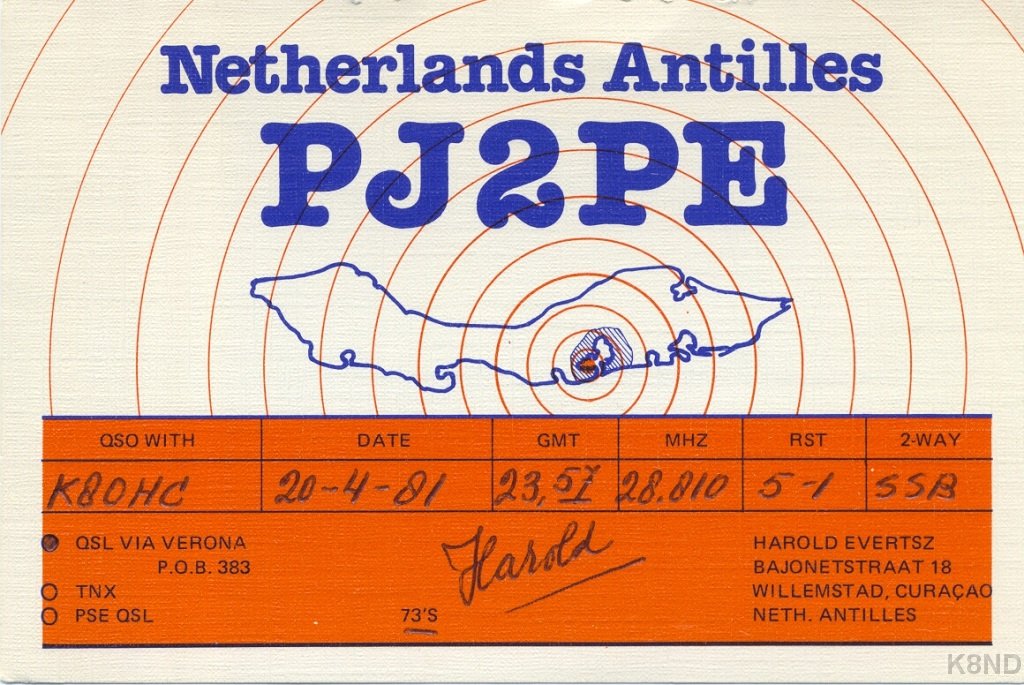 Netherlands Antilles
PJ2PE
QSO WITH DATE GMT MHZ RST 2-WAY
K8OHC 20-4-81 23,57 28.810 5-1 SSB
QSL VIA VERONA
P.O.B. 383
TNX
PSE QSL
73'S
Harold
HAROLD EVERTSZ
BAJONETSTRAAT 18
WILLEMSTAD, CURAÇAO
NETH. ANTILLES
K8ND